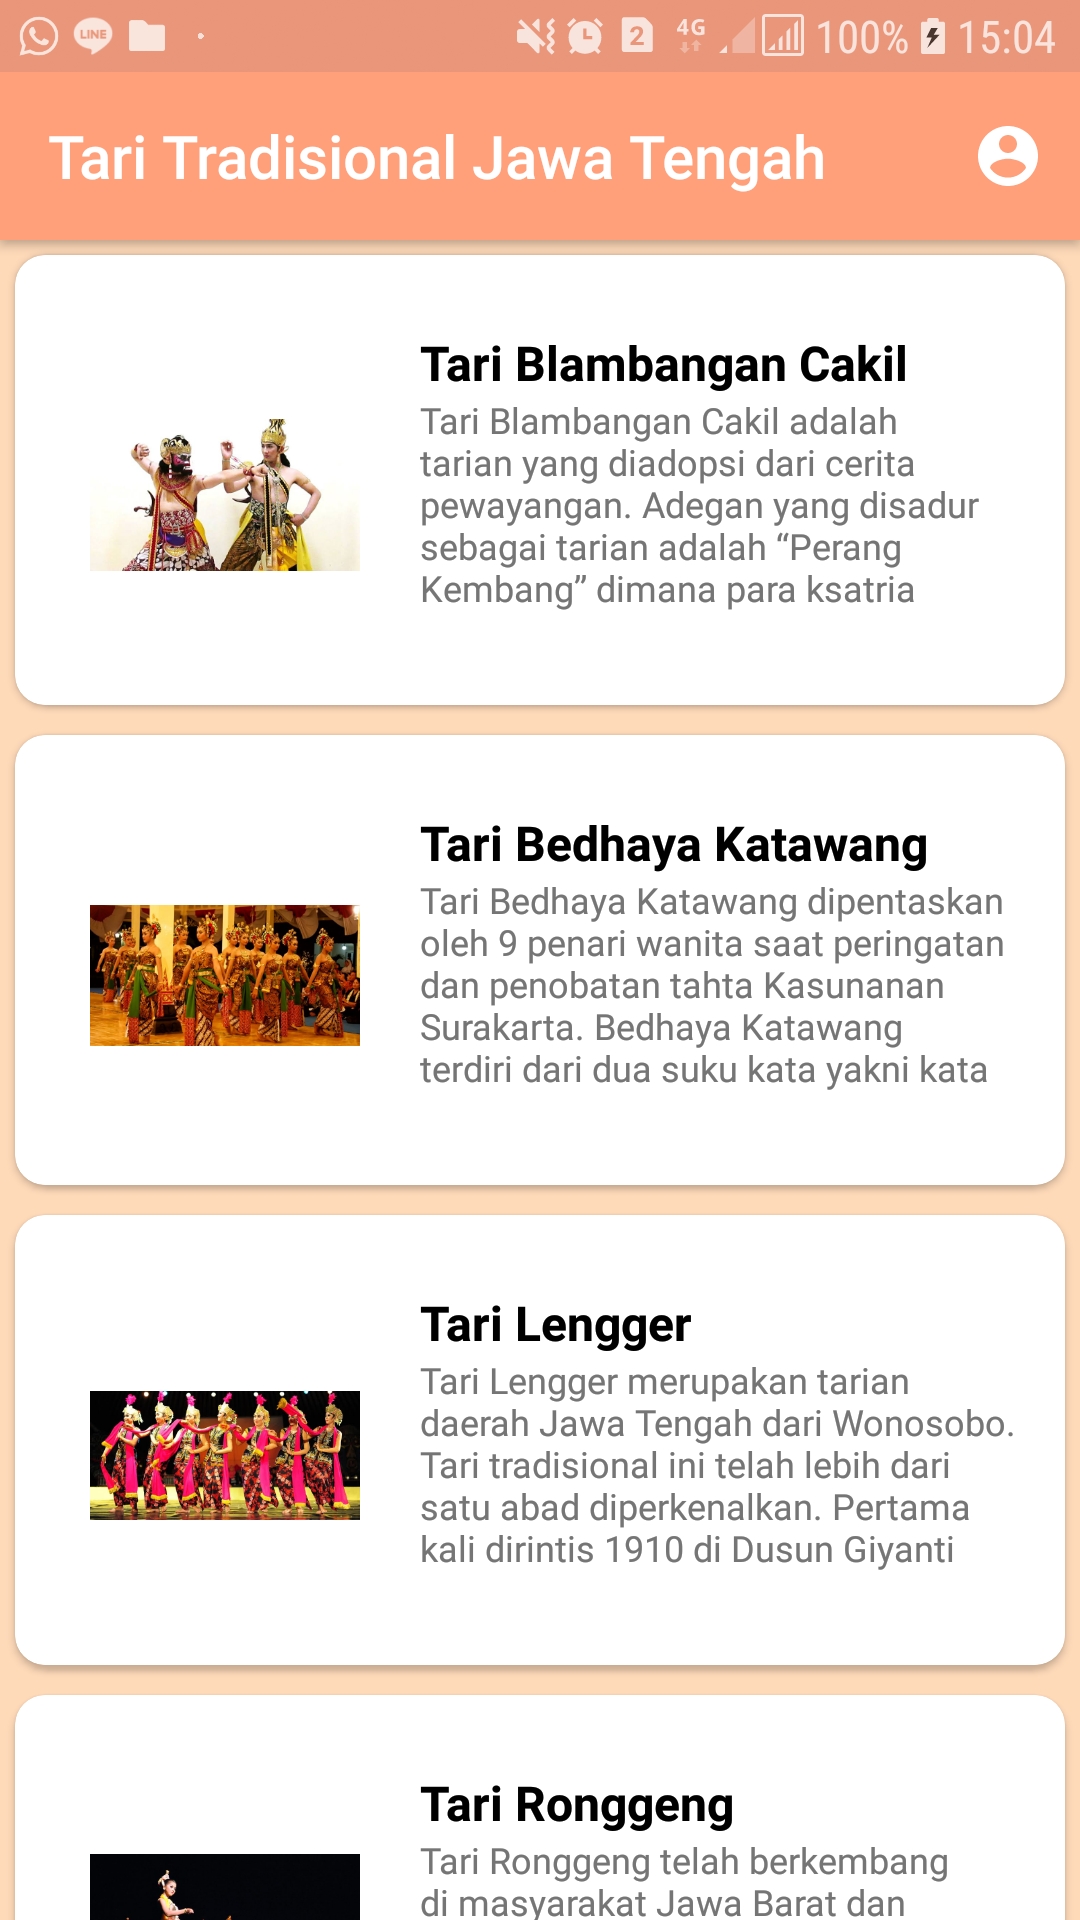 LINE
2
4G
100%
15:04
Tari Tradisional Jawa Tengah
Tari Blambangan Cakil
Tari Blambangan Cakil adalah
tarian yang diadopsi dari cerita
pewayangan. Adegan yang disadur
sebagai tarian adalah “Perang
Kembang” dimana para ksatria
Tari Bedhaya Katawang
Tari Bedhaya Katawang dipentaskan
oleh 9 penari wanita saat peringatan
dan penobatan tahta Kasunanan
Surakarta. Bedhaya Katawang
terdiri dari dua suku kata yakni kata
Tari Lengger
Tari Lengger merupakan tarian
daerah Jawa Tengah dari Wonosobo.
Tari tradisional ini telah lebih dari
satu abad diperkenalkan. Pertama
kali dirintis 1910 di Dusun Giyanti
Tari Ronggeng
Tari Ronggeng telah berkembang
di masyarakat Jawa Barat dan